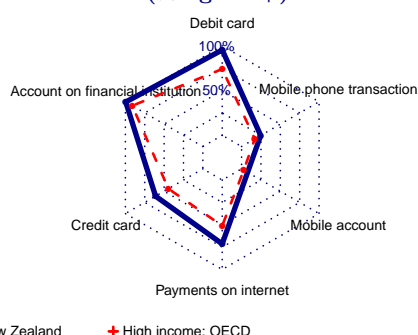 Debit card
100%
Account on financial institution
50%
Mobile phone transaction
Credit card
Mobile account
Payments on internet
Zealand
High income: OECD